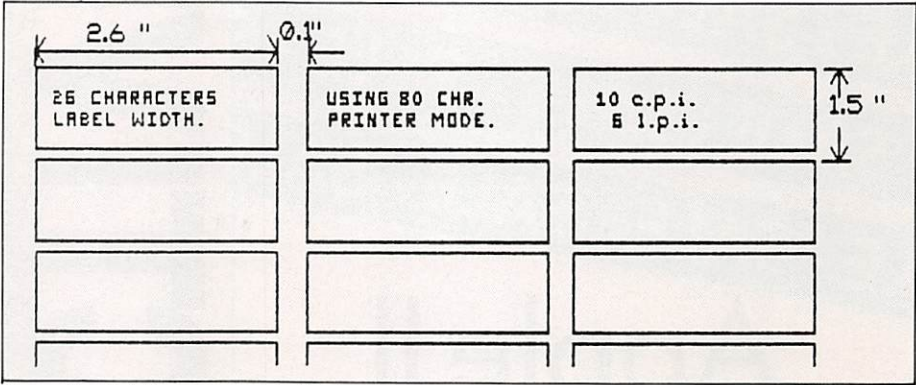 2.6 "
0.1"
26 CHARACTERS
LABEL WIDTH.
USING 80 CHR.
PRINTER MODE.
10 c.p.i.
6 l.p.i.
1.5 "